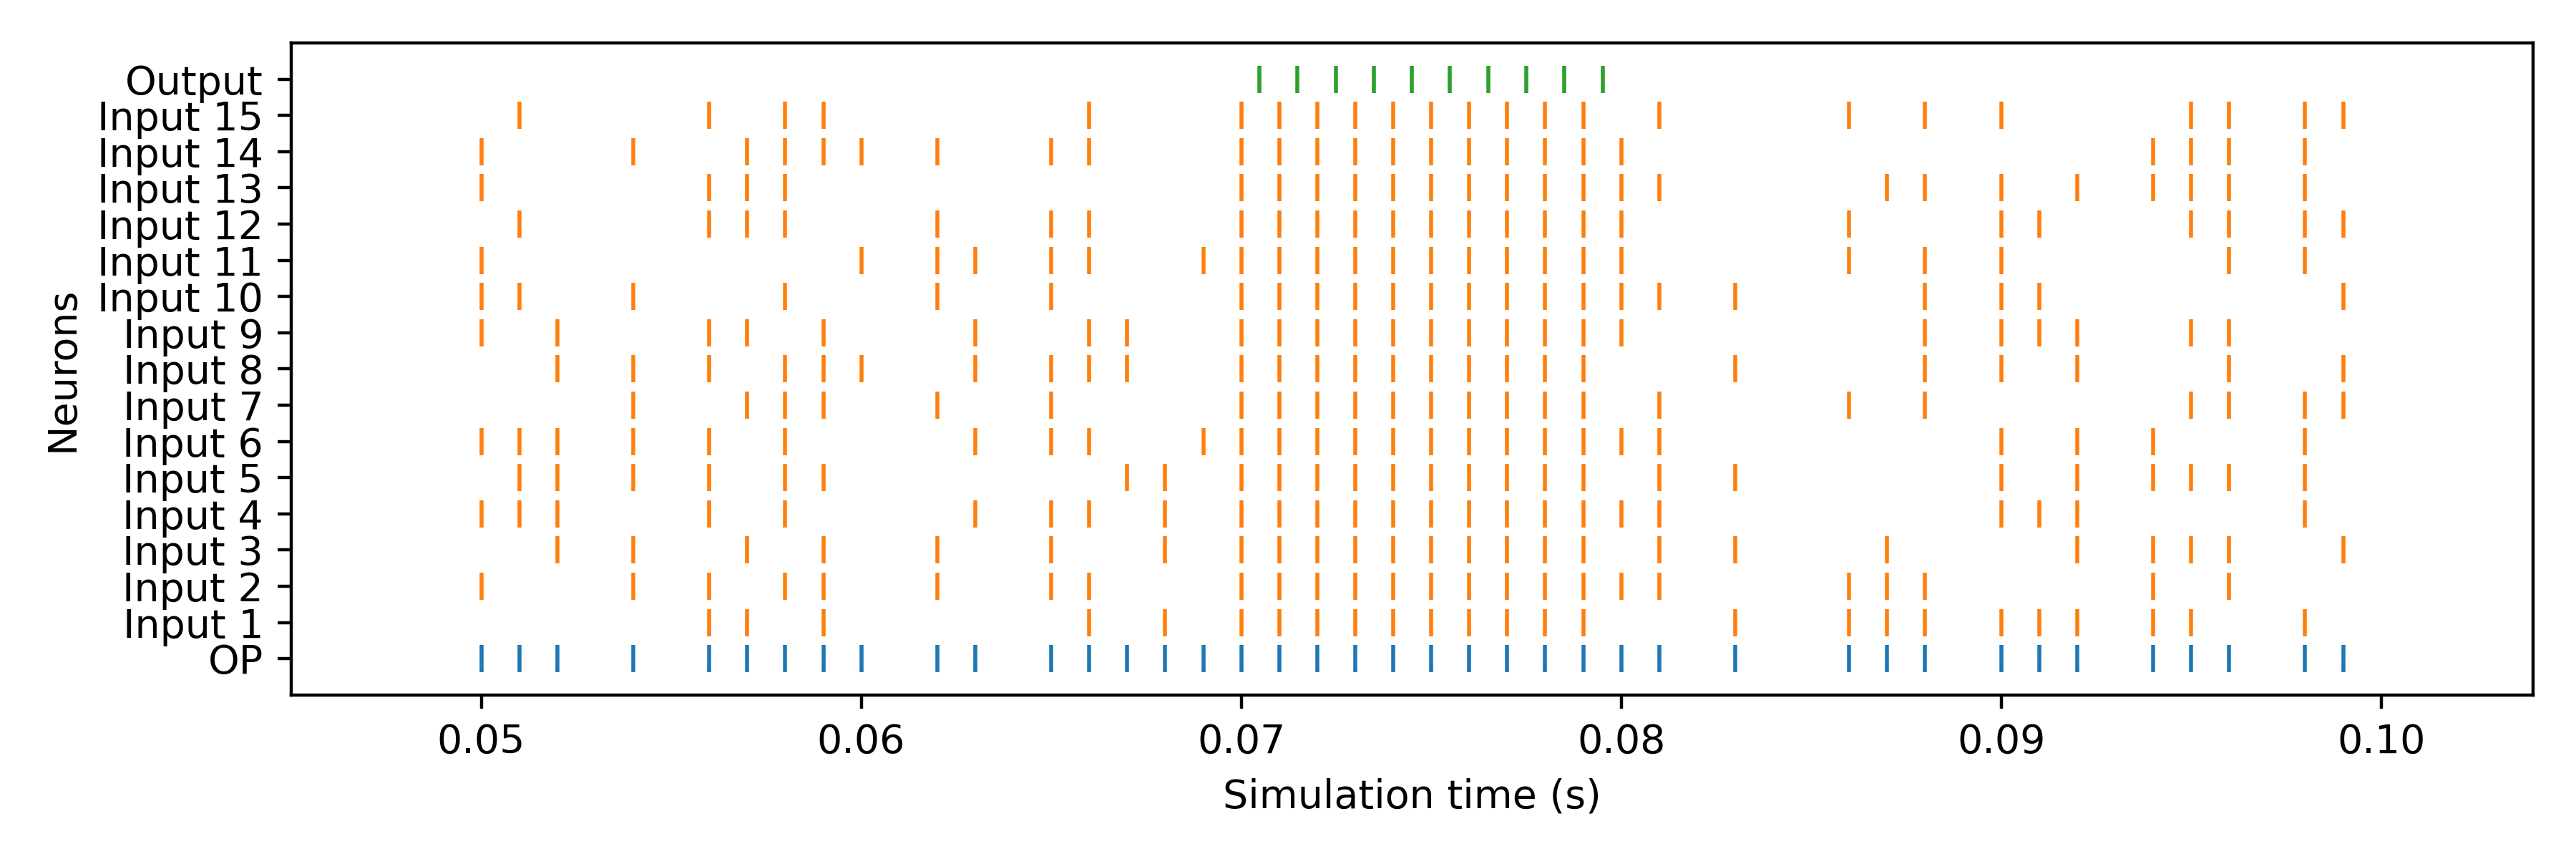 Output
Input 15
Input 14
Input 13
Input 12
Input 11
Input 10
Input 9
Input 8
Input 7
Input 6
Input 5
Input 4
Input 3
Input 2
Input 1
OP
Neurons
0.05 0.06 0.07 0.08 0.09 0.10
Simulation time (s)